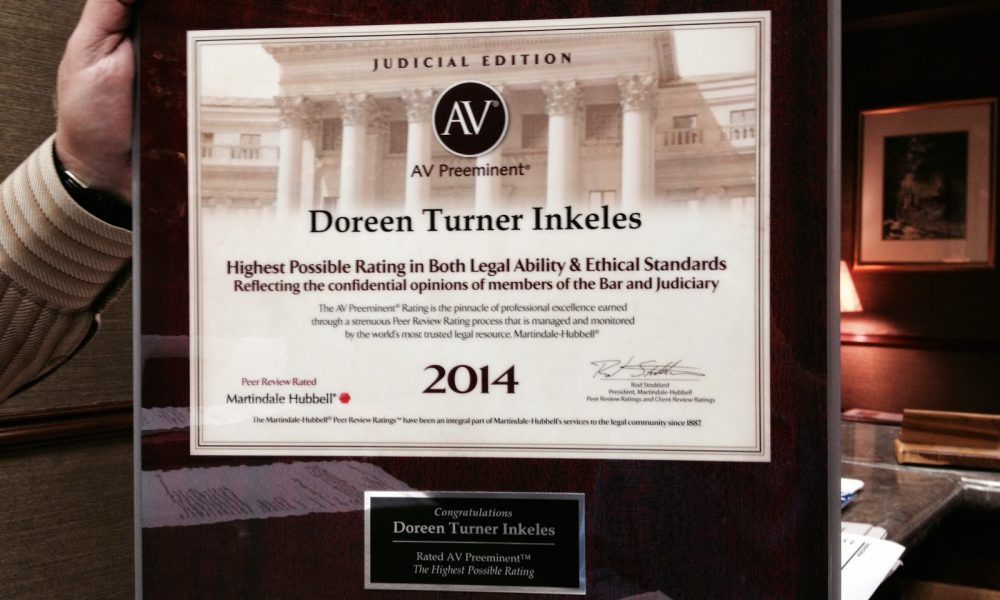 JUDICIAL EDITION
AV®
AV Preeminent®
Doreen Turner Inkeles
Highest Possible Rating in Both Legal Ability & Ethical Standards
Reflecting the confidential opinions of members of the Bar and Judiciary
The AV Preeminent® Rating is the pinnacle of professional excellence earned
through a strenuous Peer Review Rating process that is managed and monitored
by the world's most trusted legal resource, Martindale-Hubbell®
Peer Review Rated
Martindale Hubbell®
2014
Rod Stoddard
President, Martindale-Hubbell
Peer Review Ratings and Client Review Ratings
The Martindale-Hubbell® Peer Review Ratings™ have been an integral part of Martindale-Hubbell's services to the legal community since 1887.
Congratulations
Doreen Turner Inkeles
Rated AV Preeminent™
The Highest Possible Rating